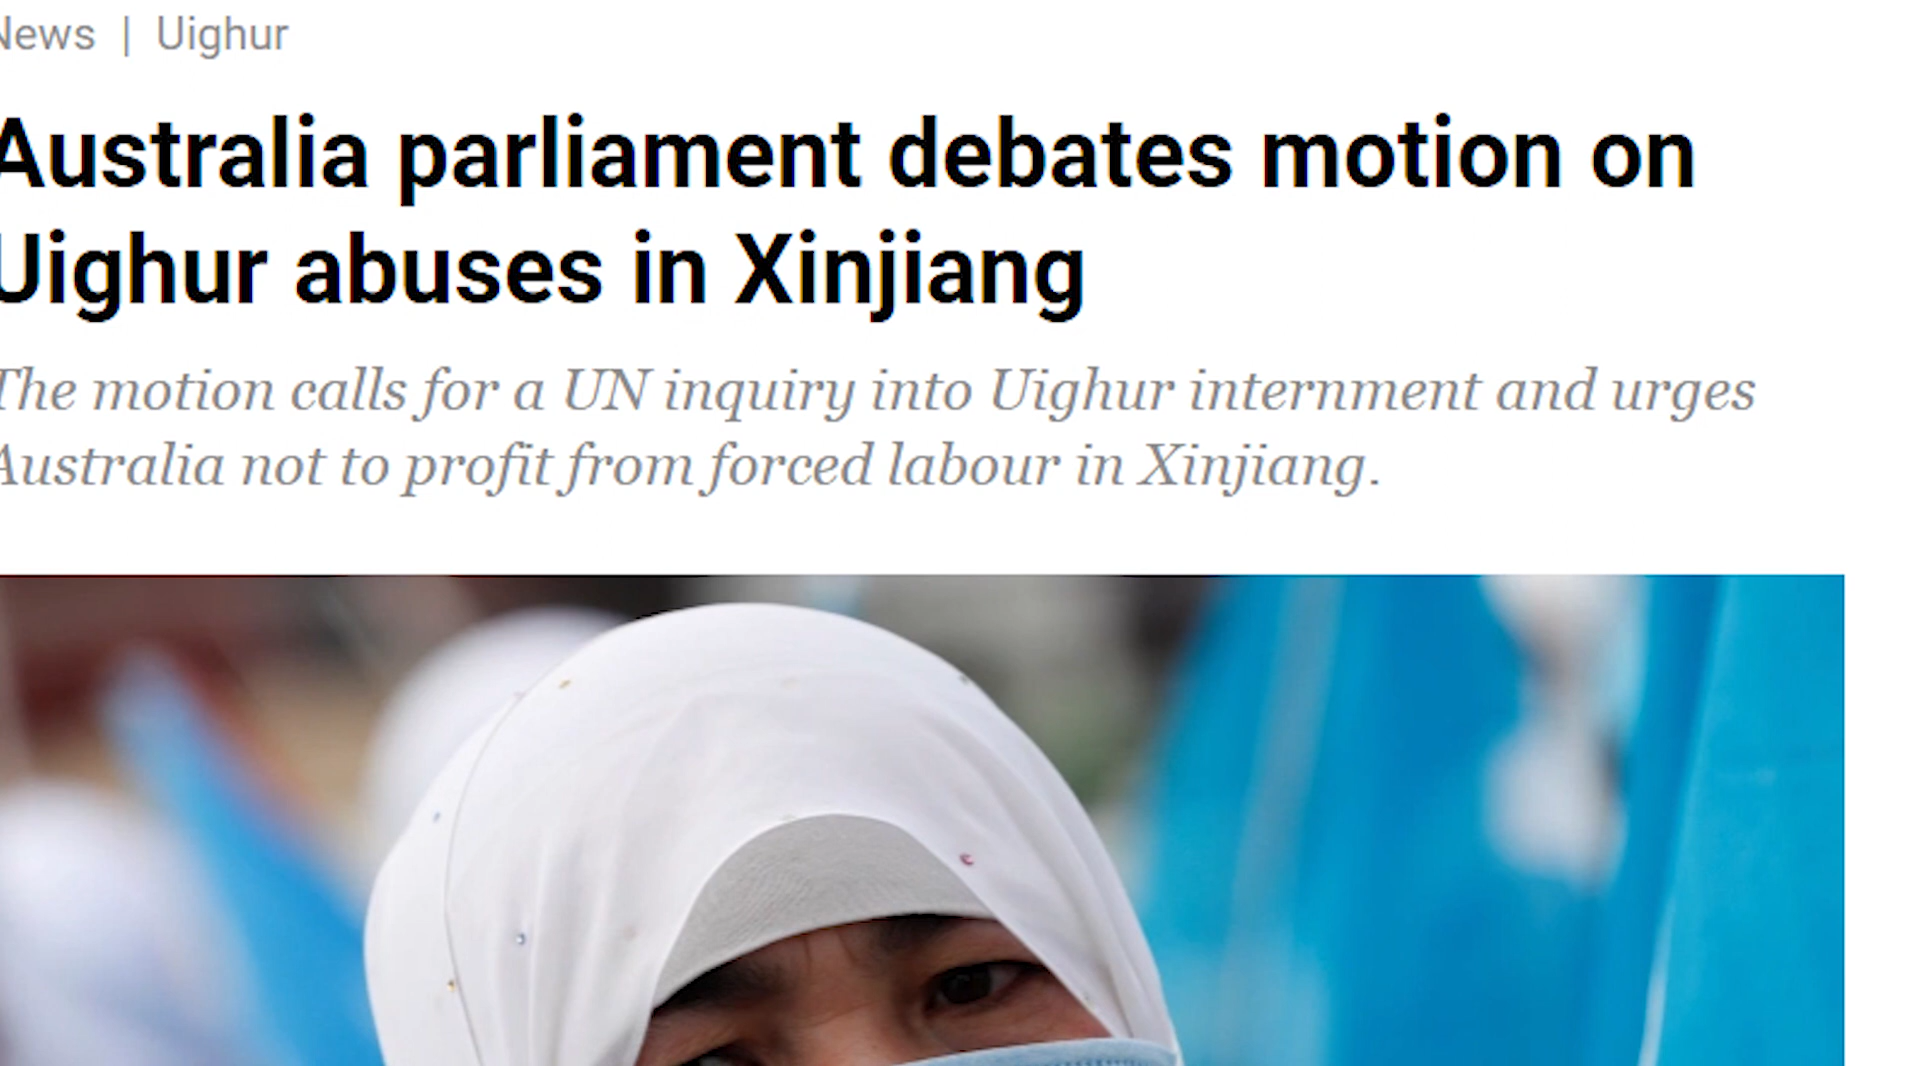 News | Uighur
Australia parliament debates motion on
Uighur abuses in Xinjiang
The motion calls for a UN inquiry into Uighur internment and urges
Australia not to profit from forced labour in Xinjiang.